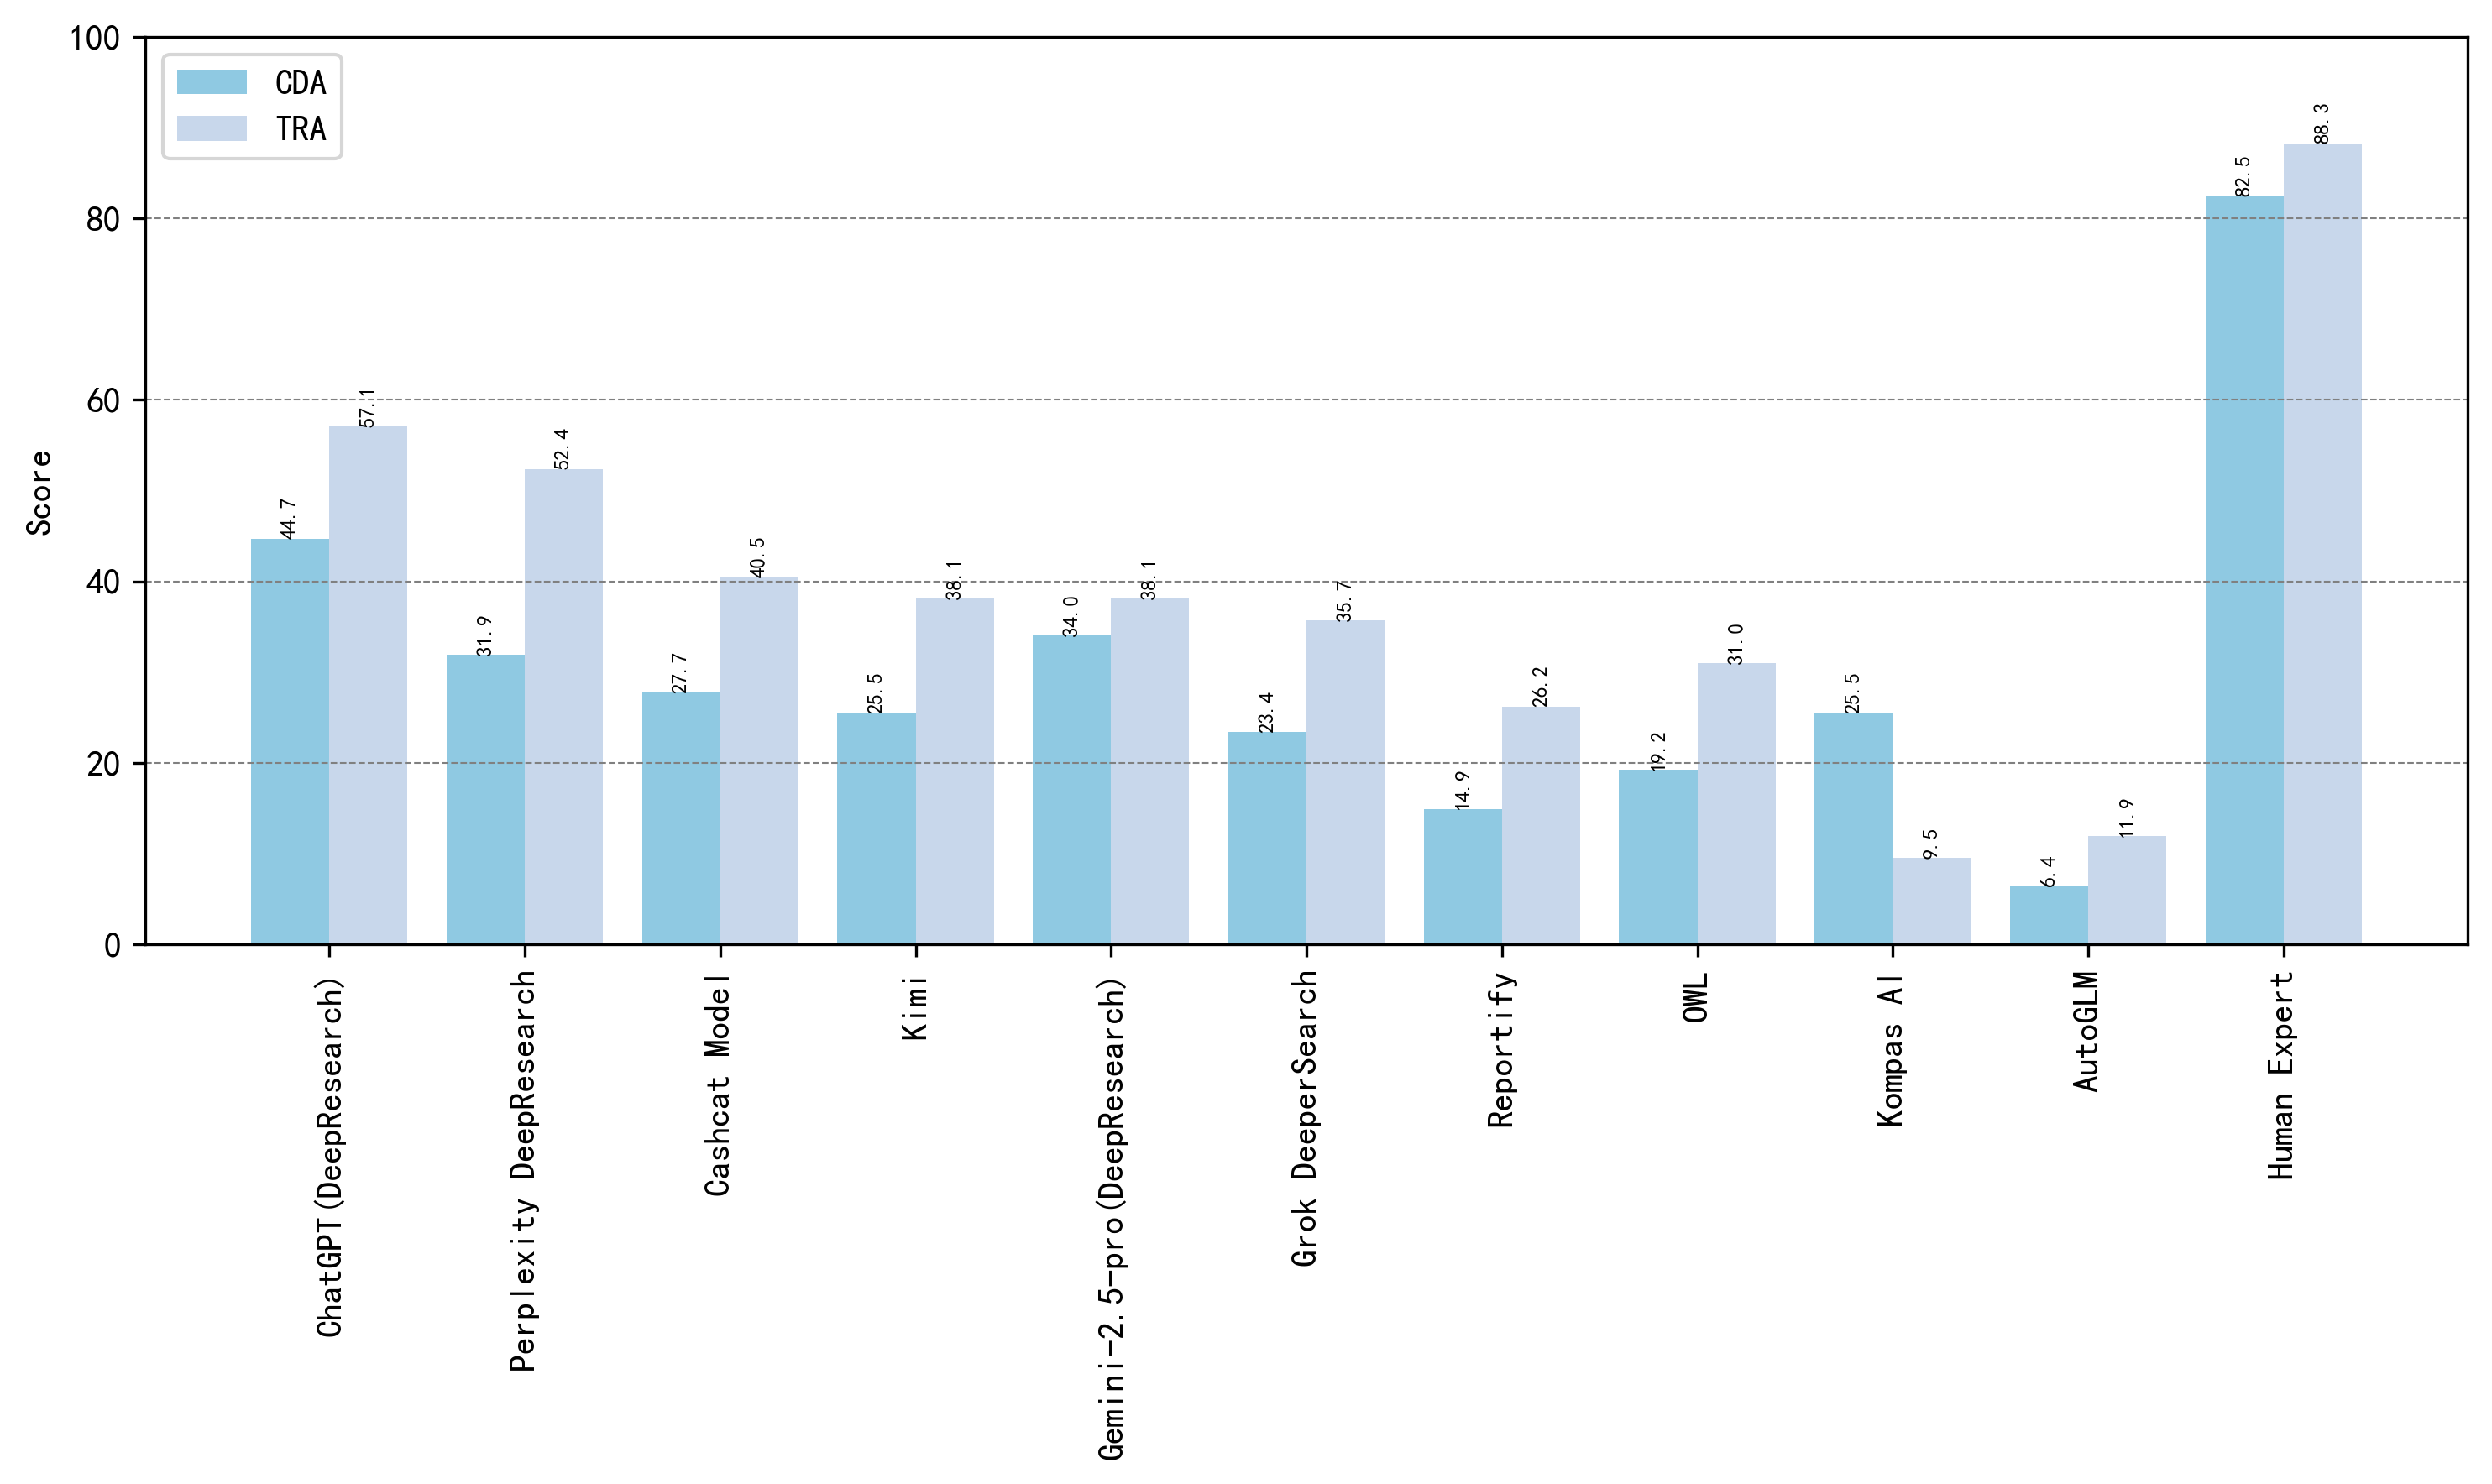 100
80
60
40
20
0
Score
CDA
TRA
44.7
57.1
31.9
52.4
27.7
40.5
25.5
38.1
34.0
38.1
23.4
35.7
14.9
26.2
19.2
31.0
25.5
9.5
6.4
11.9
82.5
88.3
ChatGPT(DeepResearch)
Perplexity DeepResearch
Cashcat Model
Kimi
Gemini-2.5-pro(DeepResearch)
Grok DeeperSearch
Reportify
OWL
Kompas AI
AutoGLM
Human Expert